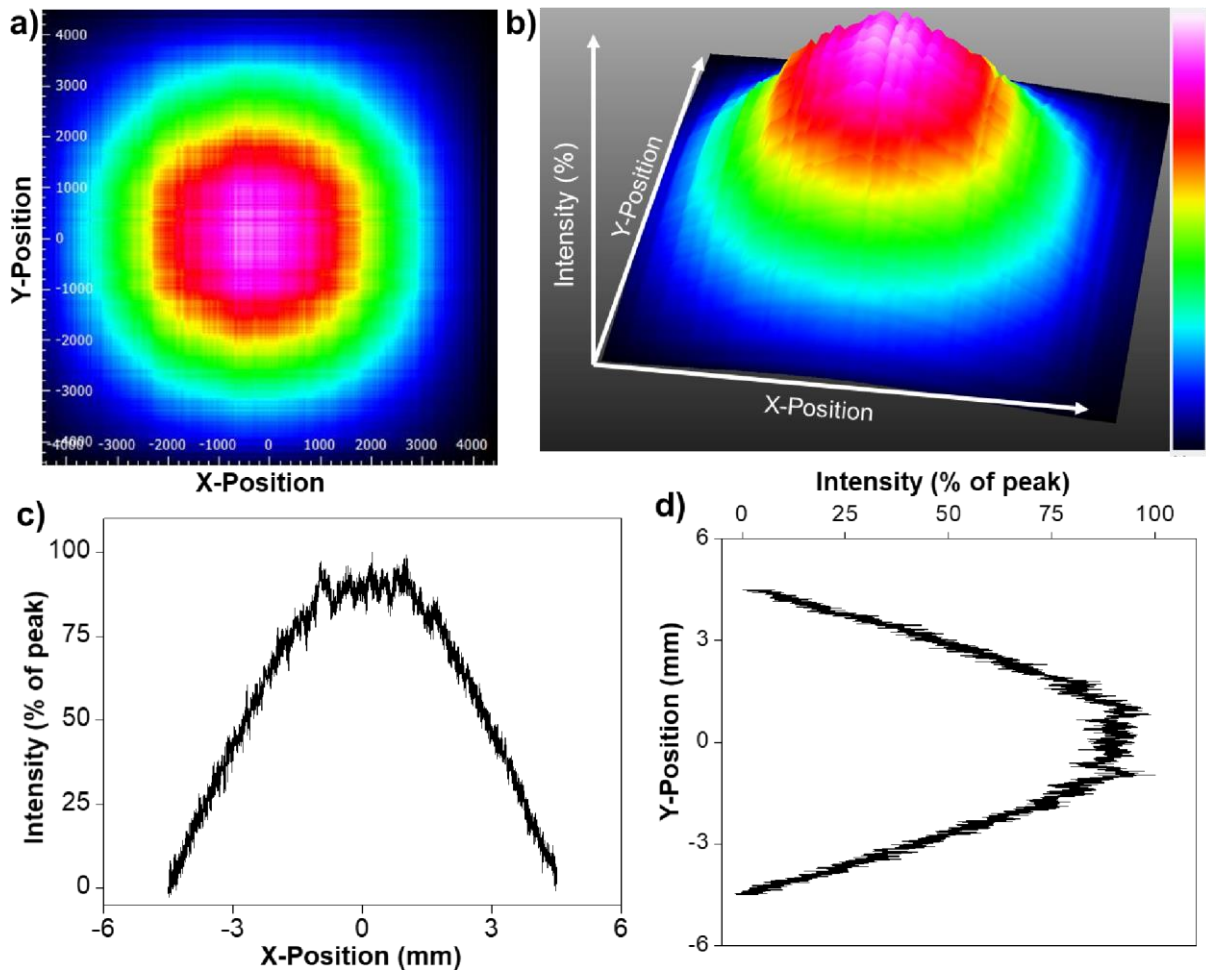 a)
4000
3000
2000
1000
0
-1000
-2000
-3000
-4000
-4000 -3000 -2000 -1000 0 1000 2000 3000 4000
Y-Position
X-Position
b)
Intensity (%)
Y-Position
X-Position
c)
100
75
50
25
0
-6 -3 0 3 6
Intensity (% of peak)
X-Position (mm)
d)
Intensity (% of peak)
0 25 50 75 100
6
3
0
-3
-6
Y-Position (mm)